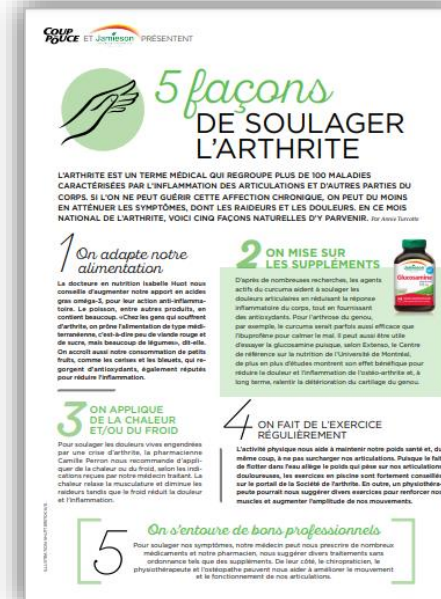 COUP DE POUCE ET Jamieson PRÉSENTENT
5 façons
DE SOULAGER
L'ARTHRITE
L'ARTHRITE EST UN TERME MÉDICAL QUI REGROUPE PLUS DE 100 MALADIES
CARACTÉRISÉES PAR L'INFLAMMATION DES ARTICULATIONS ET D'AUTRES PARTIES DU
CORPS. SI L'ON NE PEUT GUÉRIR CETTE AFFECTION CHRONIQUE, ON PEUT DU MOINS
EN ATTÉNUER LES SYMPTÔMES, DONT LES RAIDEURS ET LES DOULEURS. EN CE MOIS
NATIONAL DE L'ARTHRITE, VOICI CINQ FAÇONS NATURELLES D'Y PARVENIR. Par Annie Turcotte
1 On adapte notre
alimentation
La docteure en nutrition Isabelle Huot nous
conseille d'augmenter notre apport en acides
gras oméga-3, pour leur action anti-inflamma-
toire. Le poisson, entre autres produits, en
contient beaucoup. «Chez les gens qui souffrent
d'arthrite, on prône l'alimentation de type médi-
terranéenne, c'est-à-dire peu de viande rouge et
de sucre, mais beaucoup de légumes», dit-elle.
On accroît aussi notre consommation de petits
fruits, comme les cerises et les bleuets, qui re-
gorgent d'antioxydants, également réputés
pour réduire l'inflammation.
2 ON MISE SUR
LES SUPPLÉMENTS
Glucosamine
D'après de nombreuses recherches, les agents
actifs du curcuma aident à soulager les
douleurs articulaires en réduisant la réponse
inflammatoire du corps, tout en fournissant
des antioxydants. Pour l'arthrose du genou,
par exemple, le curcuma serait parfois aussi efficace que
l'ibuprofène pour calmer le mal. Il peut aussi être utile
d'essayer la glucosamine puisque, selon Extenso, le Centre
de référence sur la nutrition de l'Université de Montréal,
de plus en plus d'études montrent son effet bénéfique pour
réduire la douleur et l'inflammation de l'ostéo-arthrite et, à
long terme, ralentir la détérioration du cartilage du genou.
3 ON APPLIQUE
DE LA CHALEUR
ET/OU DU FROID
Pour soulager les douleurs vives engendrées
par une crise d'arthrite, la pharmacienne
Camille Perron nous recommande d'appli-
quer de la chaleur ou du froid, selon les indi-
cations reçues par notre médecin traitant. La
chaleur relaxe la musculature et diminue les
raideurs tandis que le froid réduit la douleur
et l'inflammation.
4 ON FAIT DE L'EXERCICE
RÉGULIÈREMENT
L'activité physique nous aide à maintenir notre poids santé et, du
même coup, à ne pas surcharger nos articulations. Puisque le fait
de flotter dans l'eau allège le poids qui pèse sur nos articulations
douloureuses, les exercices en piscine sont fortement conseillés
sur le portail de la Société de l'arthrite. En outre, un physiothéra-
peute pourrait nous suggérer divers exercices pour renforcer nos
muscles et augmenter l'amplitude de nos mouvements.
5 On s'entoure de bons professionnels
Pour soulager nos symptômes, notre médecin peut nous prescrire de nombreux
médicaments et notre pharmacien, nous suggérer divers traitements sans
ordonnance tels que des suppléments. De leur côté, le chiropraticien, le
physiothérapeute et l'ostéopathe peuvent nous aider à améliorer le mouvement
et le fonctionnement de nos articulations.